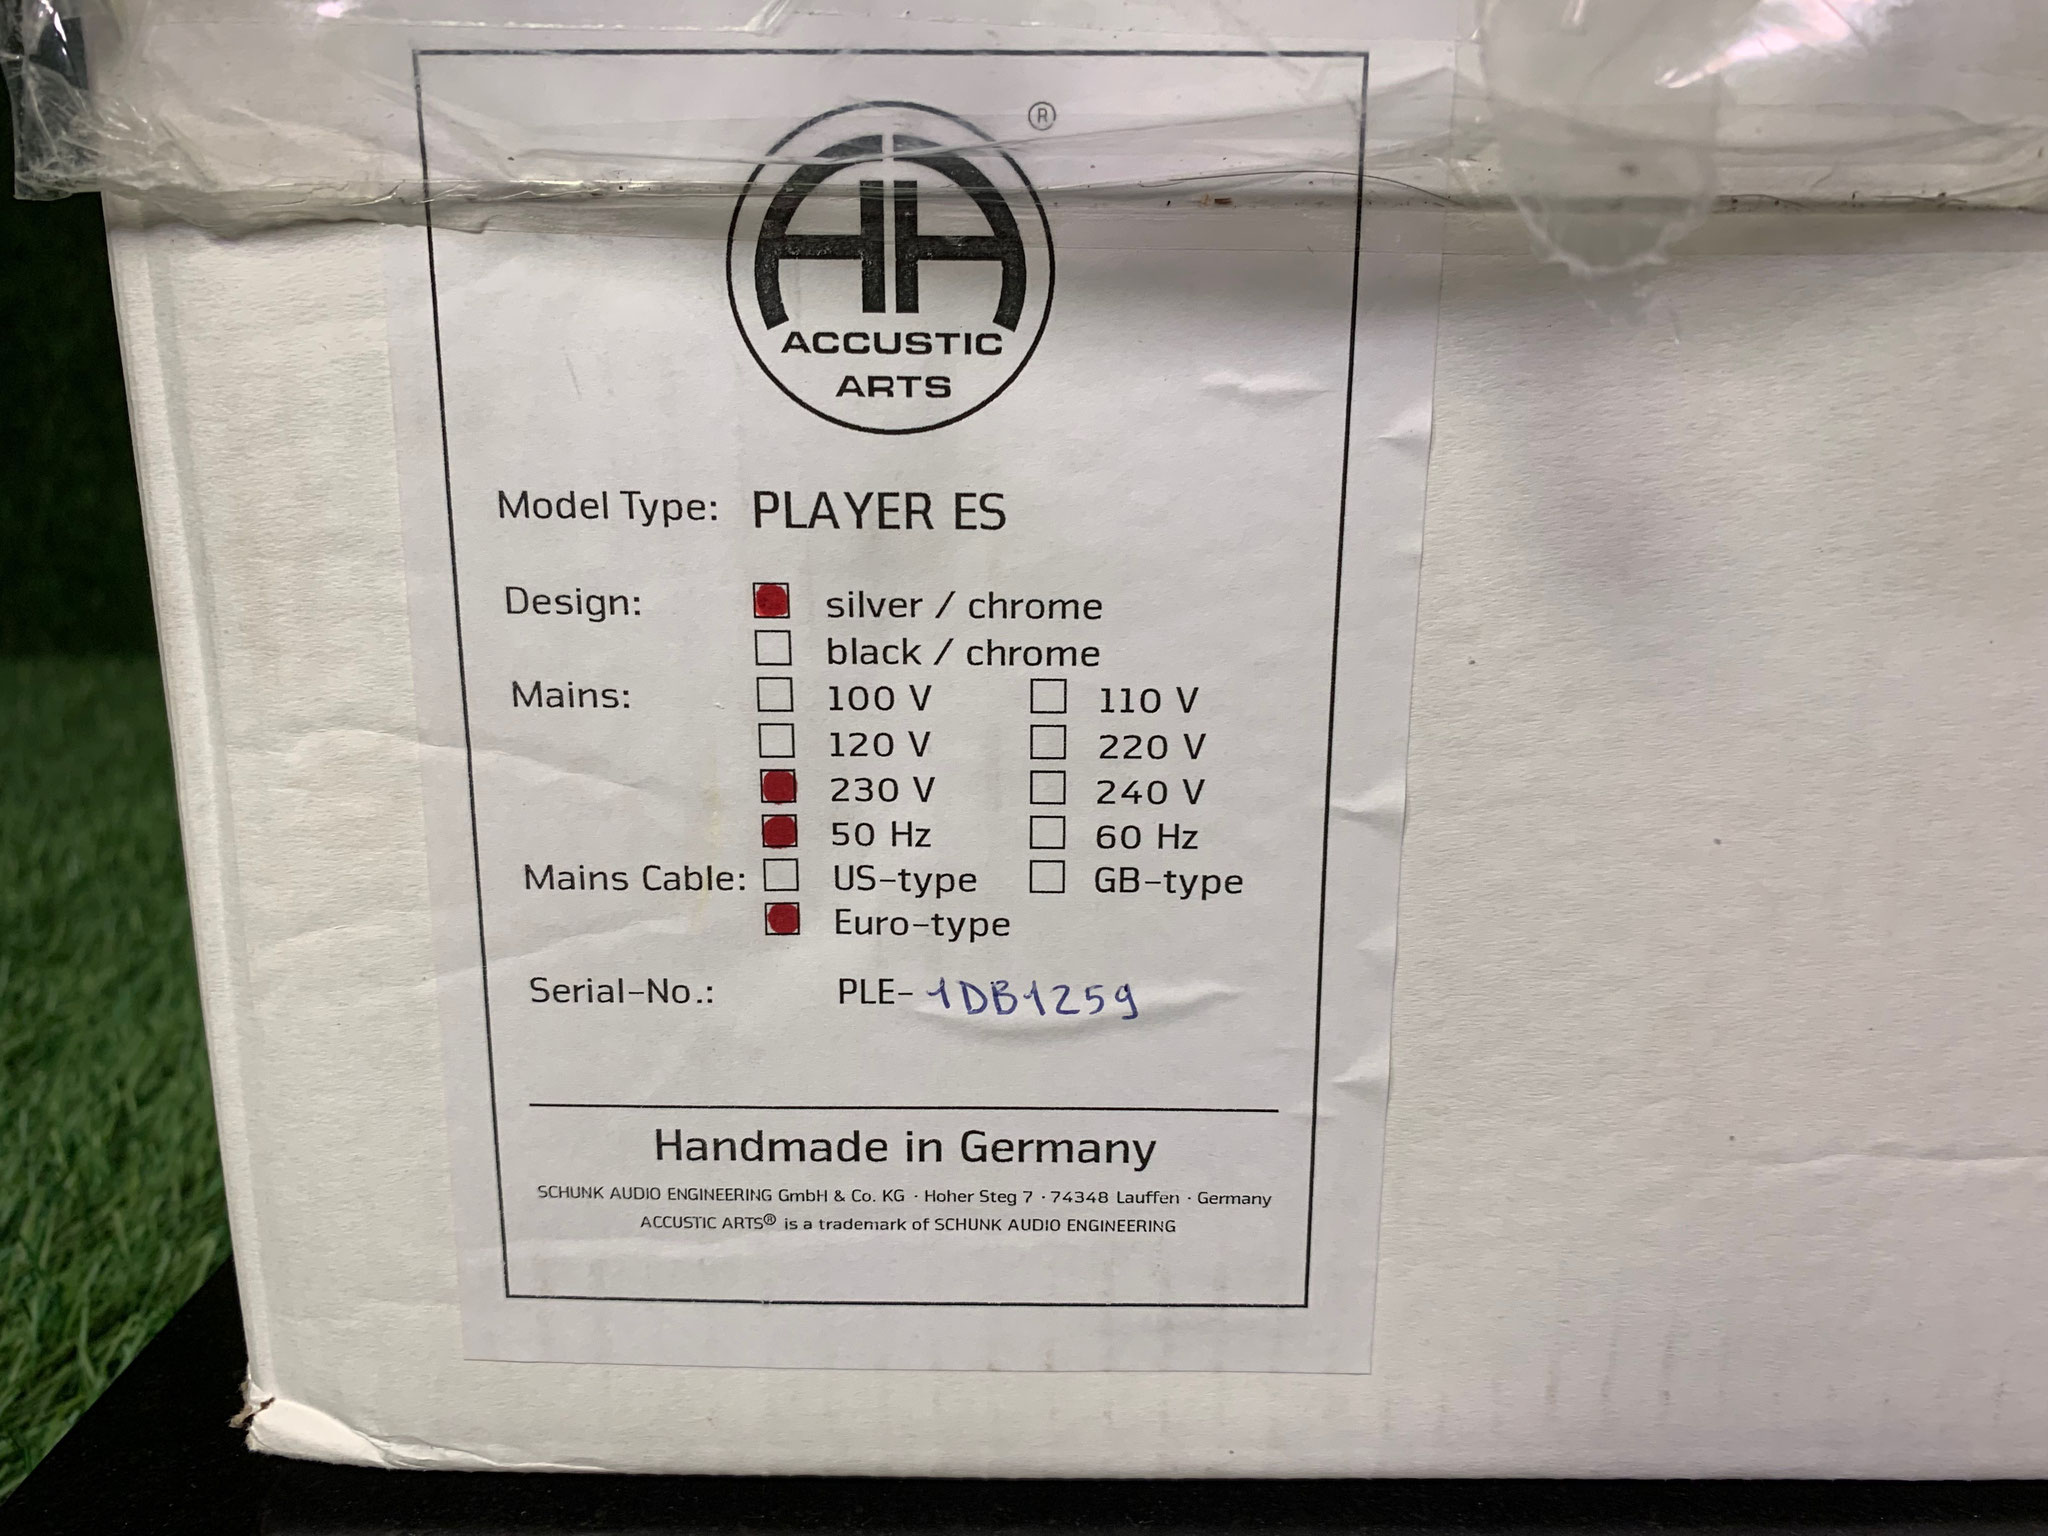 ®
ACCUSTIC
ARTS
Model Type: PLAYER ES
Design: silver / chrome
black / chrome
Mains: 100 V 110 V
120 V 220 V
230 V 240 V
50 Hz 60 Hz
Mains Cable: US-type GB-type
Euro-type
Serial-No.: PLE- 1DB1259
Handmade in Germany
SCHUNK AUDIO ENGINEERING GmbH & Co. KG · Hoher Steg 7 · 74348 Lauffen · Germany
ACCUSTIC ARTS® is a trademark of SCHUNK AUDIO ENGINEERING